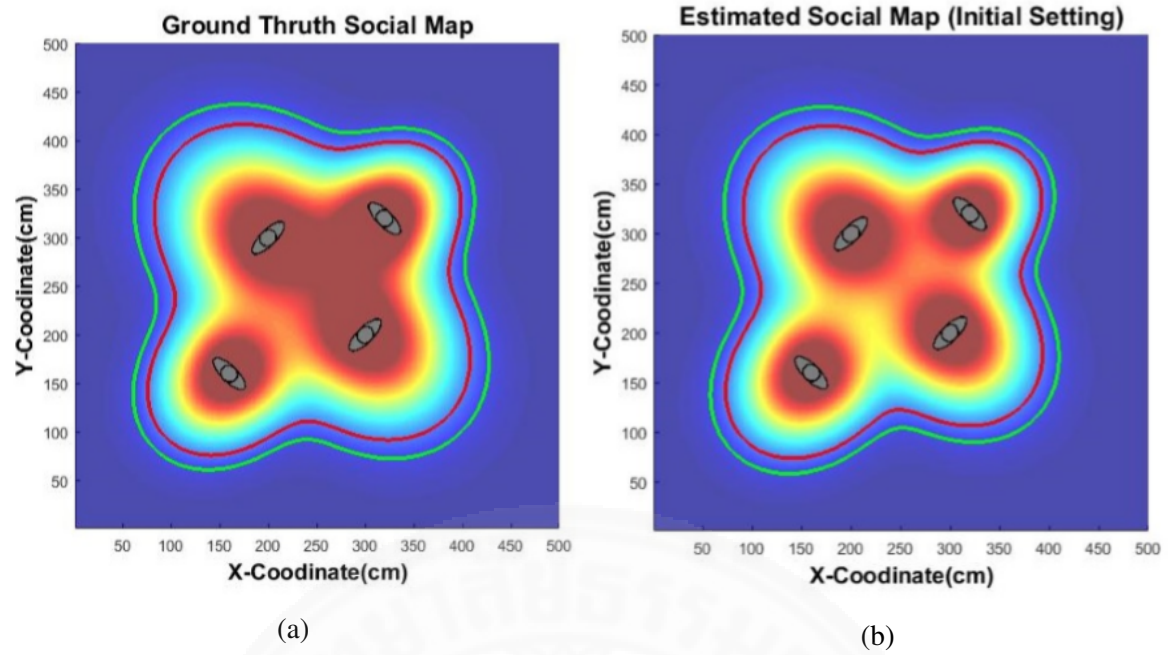 Ground Thruth Social Map
500
450
400
350
300
250
200
150
100
50
Y-Coodinate(cm)
50 100 150 200 250 300 350 400 450 500
X-Coodinate(cm)
(a)
Estimated Social Map (Initial Setting)
500
450
400
350
300
250
200
150
100
50
Y-Coodinate(cm)
50 100 150 200 250 300 350 400 450 500
X-Coodinate(cm)
(b)